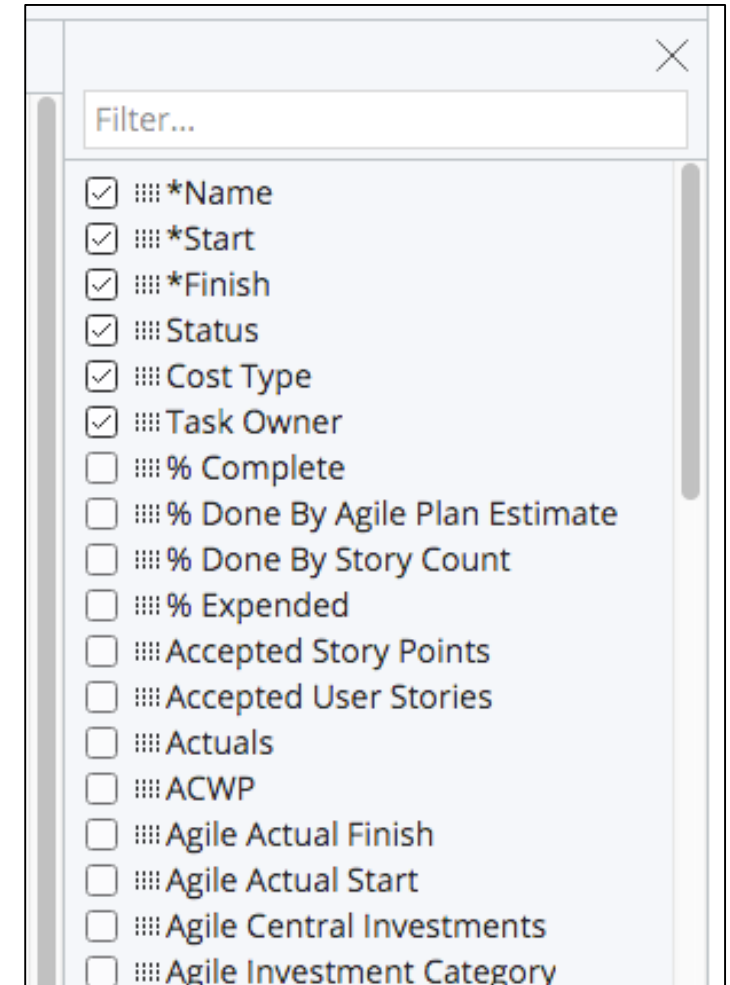 Filter...
*Name
*Start
*Finish
Status
Cost Type
Task Owner
% Complete
% Done By Agile Plan Estimate
% Done By Story Count
% Expended
Accepted Story Points
Accepted User Stories
Actuals
ACWP
Agile Actual Finish
Agile Actual Start
Agile Central Investments
Agile Investment Category